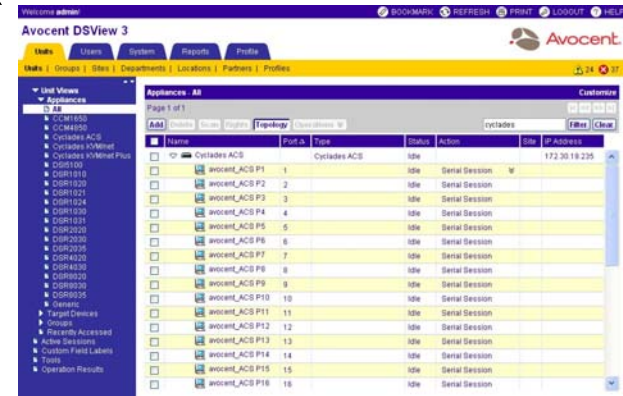 Welcome admin!
BOOKMARK REFRESH PRINT LOGOUT HELP
Avocent DSView 3
Avocent.
Units Users System Reports Profile
Units | Groups | Sites | Departments | Locations | Partners | Profiles
24 37
Unit Views
Appliances
All
CCM1650
CCM4850
Cyclades ACS
Cyclades KVM/net
Cyclades KVM/net Plus
DSI5100
DSR1010
DSR1020
DSR1021
DSR1024
DSR1030
DSR1031
DSR2020
DSR2030
DSR2035
DSR4020
DSR4030
DSR8020
DSR8030
DSR8035
Generic
Target Devices
Groups
Recently Accessed
Active Sessions
Custom Field Labels
Tools
Operation Results
Appliances - All
Customize
Page 1 of 1
Add Delete Scan Rights Topology Operations
cyclades Filter Clear
Name Port Type Status Action Site IP Address
Cyclades ACS Cyclades ACS Idle 172.30.19.235
avocent_ACS P1 1 Idle Serial Session
avocent_ACS P2 2 Idle Serial Session
avocent_ACS P3 3 Idle Serial Session
avocent_ACS P4 4 Idle Serial Session
avocent_ACS P5 5 Idle Serial Session
avocent_ACS P6 6 Idle Serial Session
avocent_ACS P7 7 Idle Serial Session
avocent_ACS P8 8 Idle Serial Session
avocent_ACS P9 9 Idle Serial Session
avocent_ACS P10 10 Idle Serial Session
avocent_ACS P11 11 Idle Serial Session
avocent_ACS P12 12 Idle Serial Session
avocent_ACS P13 13 Idle Serial Session
avocent_ACS P14 14 Idle Serial Session
avocent_ACS P15 15 Idle Serial Session
avocent_ACS P16 16 Idle Serial Session